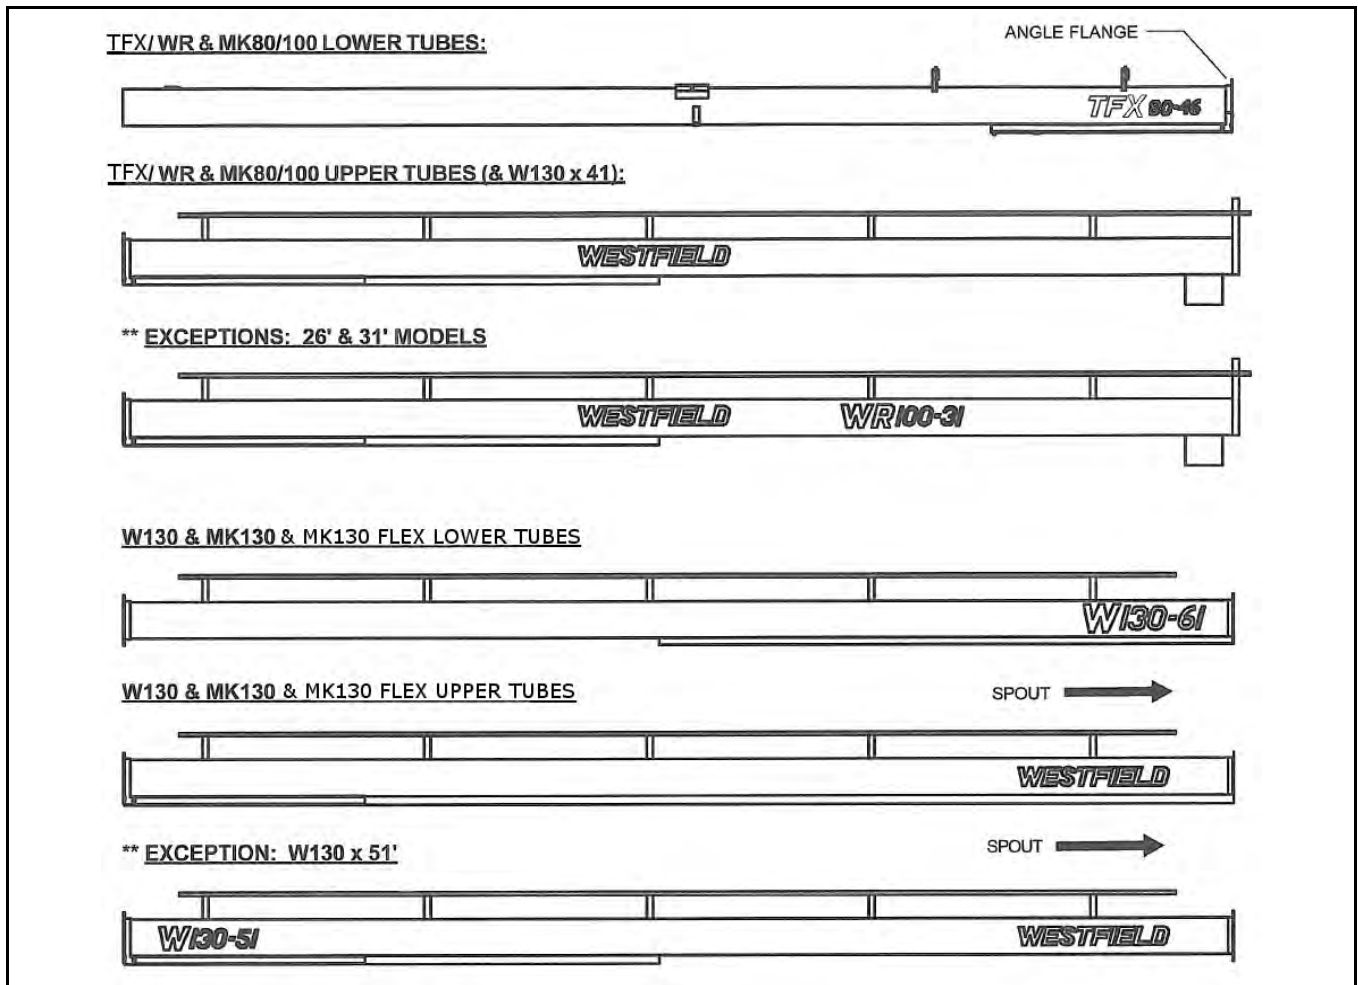 TFX/ WR & MK80/100 LOWER TUBES:
ANGLE FLANGE
TFX 80-46
TFX/ WR & MK80/100 UPPER TUBES (& W130 x 41):
WESTFIELD
** EXCEPTIONS: 26' & 31' MODELS
WESTFIELD WR100-31
W130 & MK130 & MK130 FLEX LOWER TUBES
W130-61
W130 & MK130 & MK130 FLEX UPPER TUBES
SPOUT
WESTFIELD
** EXCEPTION: W130 x 51'
SPOUT
W130-51 WESTFIELD